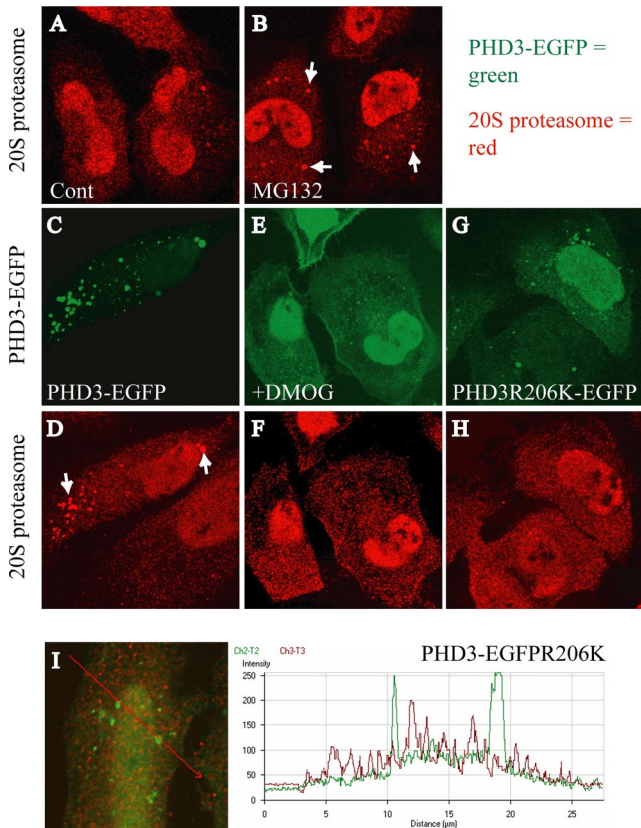 20S proteasome
A
Cont
B
MG132
PHD3-EGFP =
green
20S proteasome =
red
PHD3-EGFP
C
PHD3-EGFP
E
+DMOG
G
PHD3R206K-EGFP
20S proteasome
D
F
H
I
Ch2-T2
Ch3-T3
Intensity
PHD3-EGFPR206K
250
200
150
100
50
0
0
5
10
15
20
25
Distance (µm)